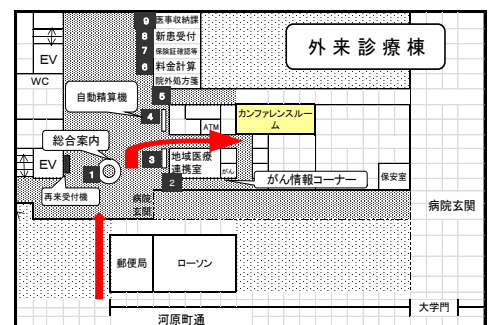 9 医事収納課
8 新患受付
7 保険証確認等
6 料金計算
院外処方箋
5
外来診療棟
EV
WC
自動精算機
4
ATM
カンファレンスルー
ム
総合案内
EV
1
3
地域医療
連携室
がん
2
がん情報コーナー
保安室
再来受付機
病院
玄関
病院玄関
郵便局
ローソン
大学門
河原町通